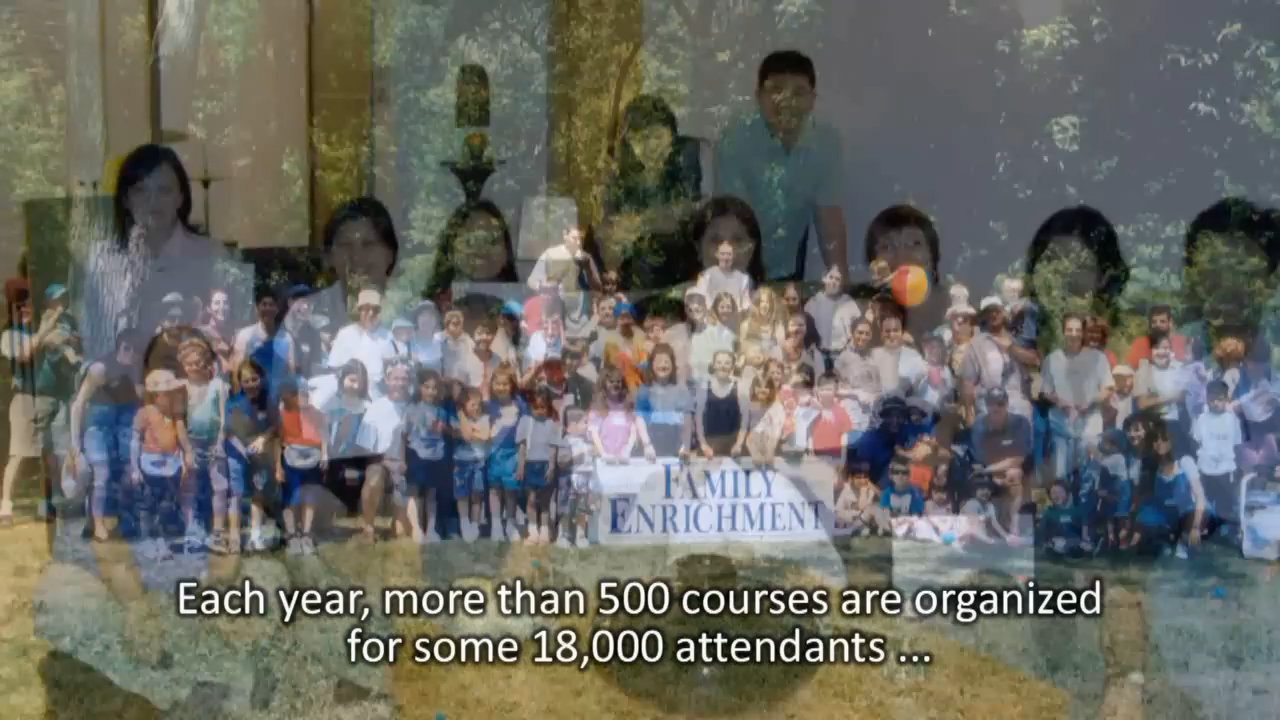 FAMILY
ENRICHMENT
Each year, more than 500 courses are organized
for some 18,000 attendants ...